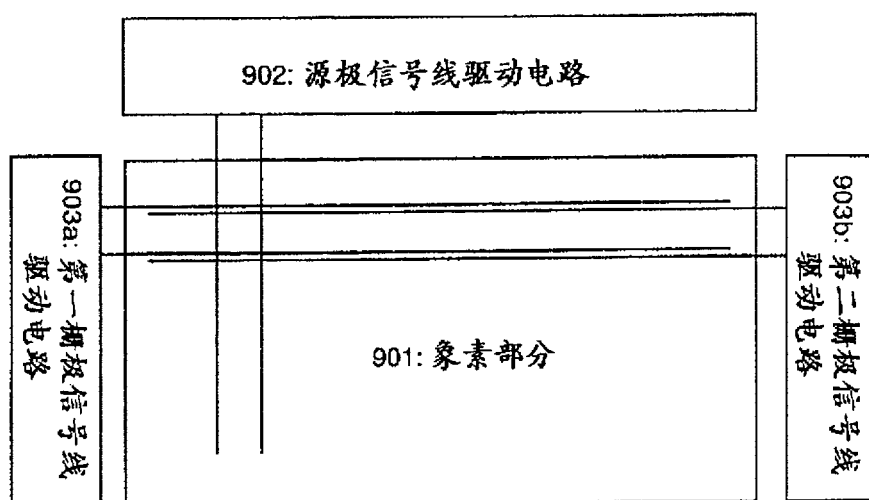 902: 源极信号线驱动电路
903a: 第一栅极信号线
驱动电路
901: 象素部分
903b: 第二栅极信号线
驱动电路